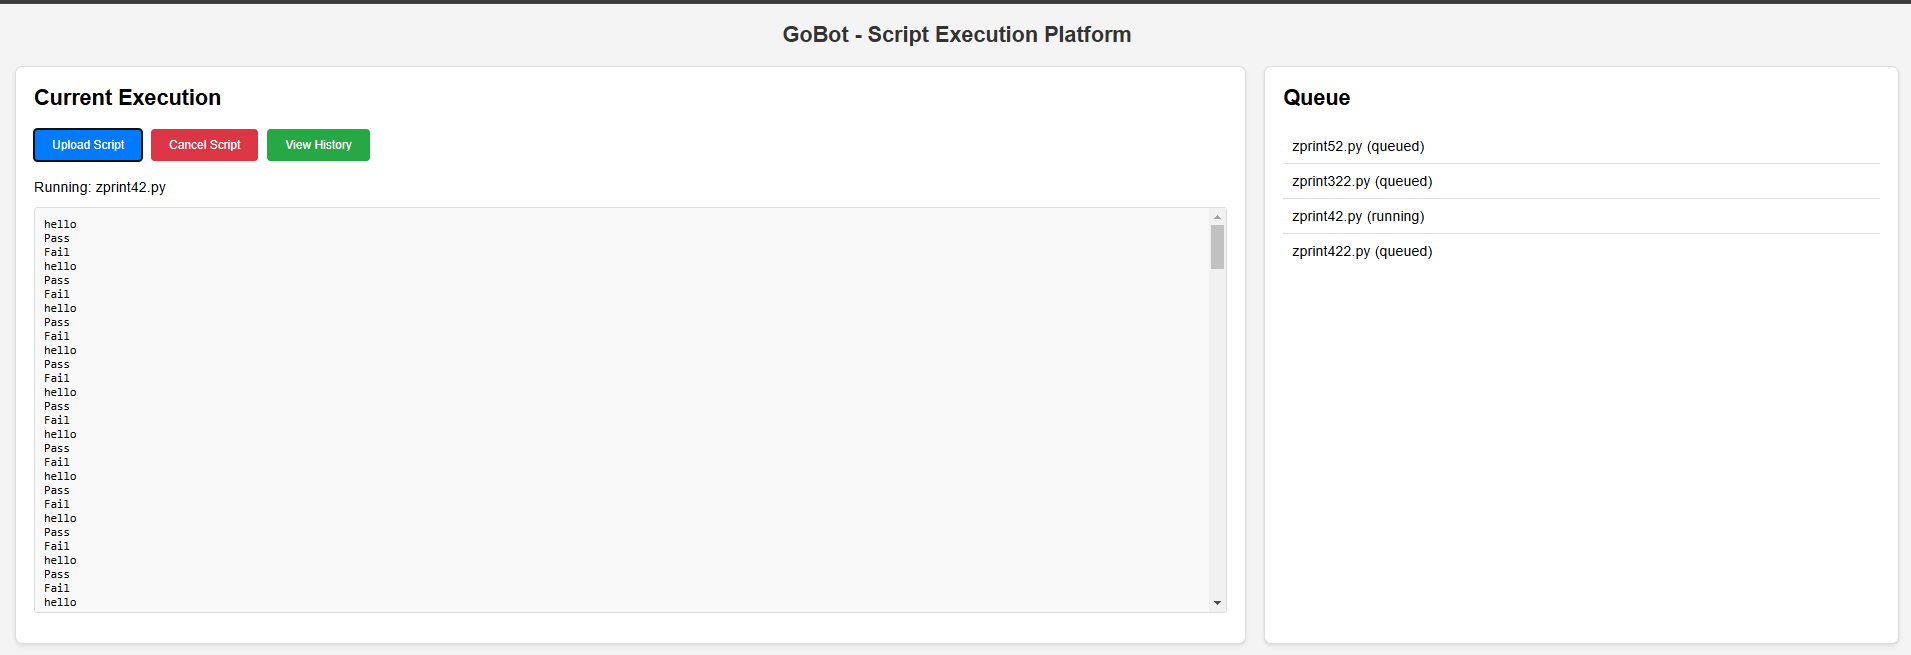 GoBot - Script Execution Platform
Current Execution
Upload Script
Cancel Script
View History
Running: zprint42.py
hello
Pass
Fail
hello
Pass
Fail
hello
Pass
Fail
hello
Pass
Fail
hello
Pass
Fail
hello
Pass
Fail
hello
Pass
Fail
hello
Pass
Fail
hello
Pass
Fail
hello
Queue
zprint52.py (queued)
zprint322.py (queued)
zprint42.py (running)
zprint422.py (queued)